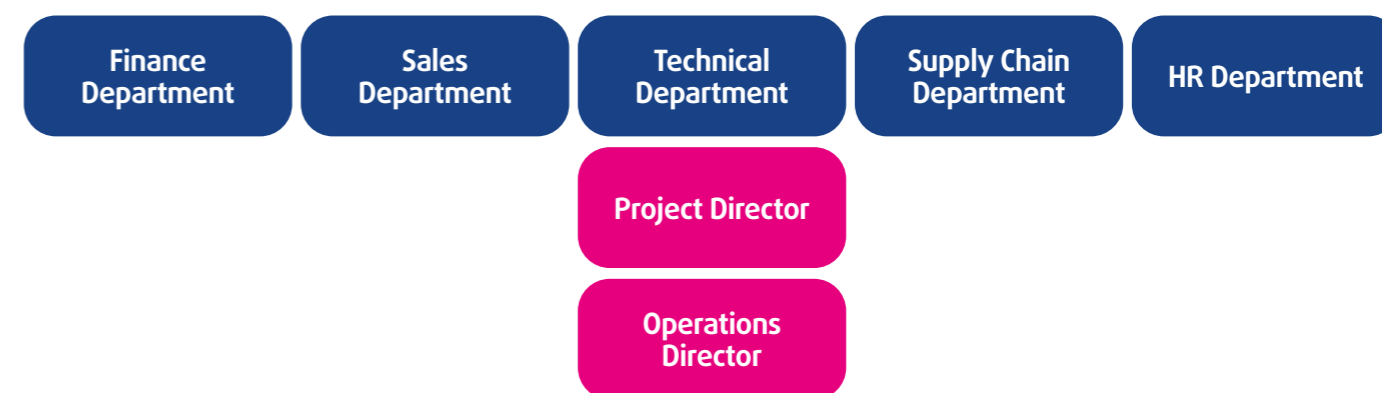 Finance
Department
Sales
Department
Technical
Department
Supply Chain
Department
HR Department
Project Director
Operations
Director